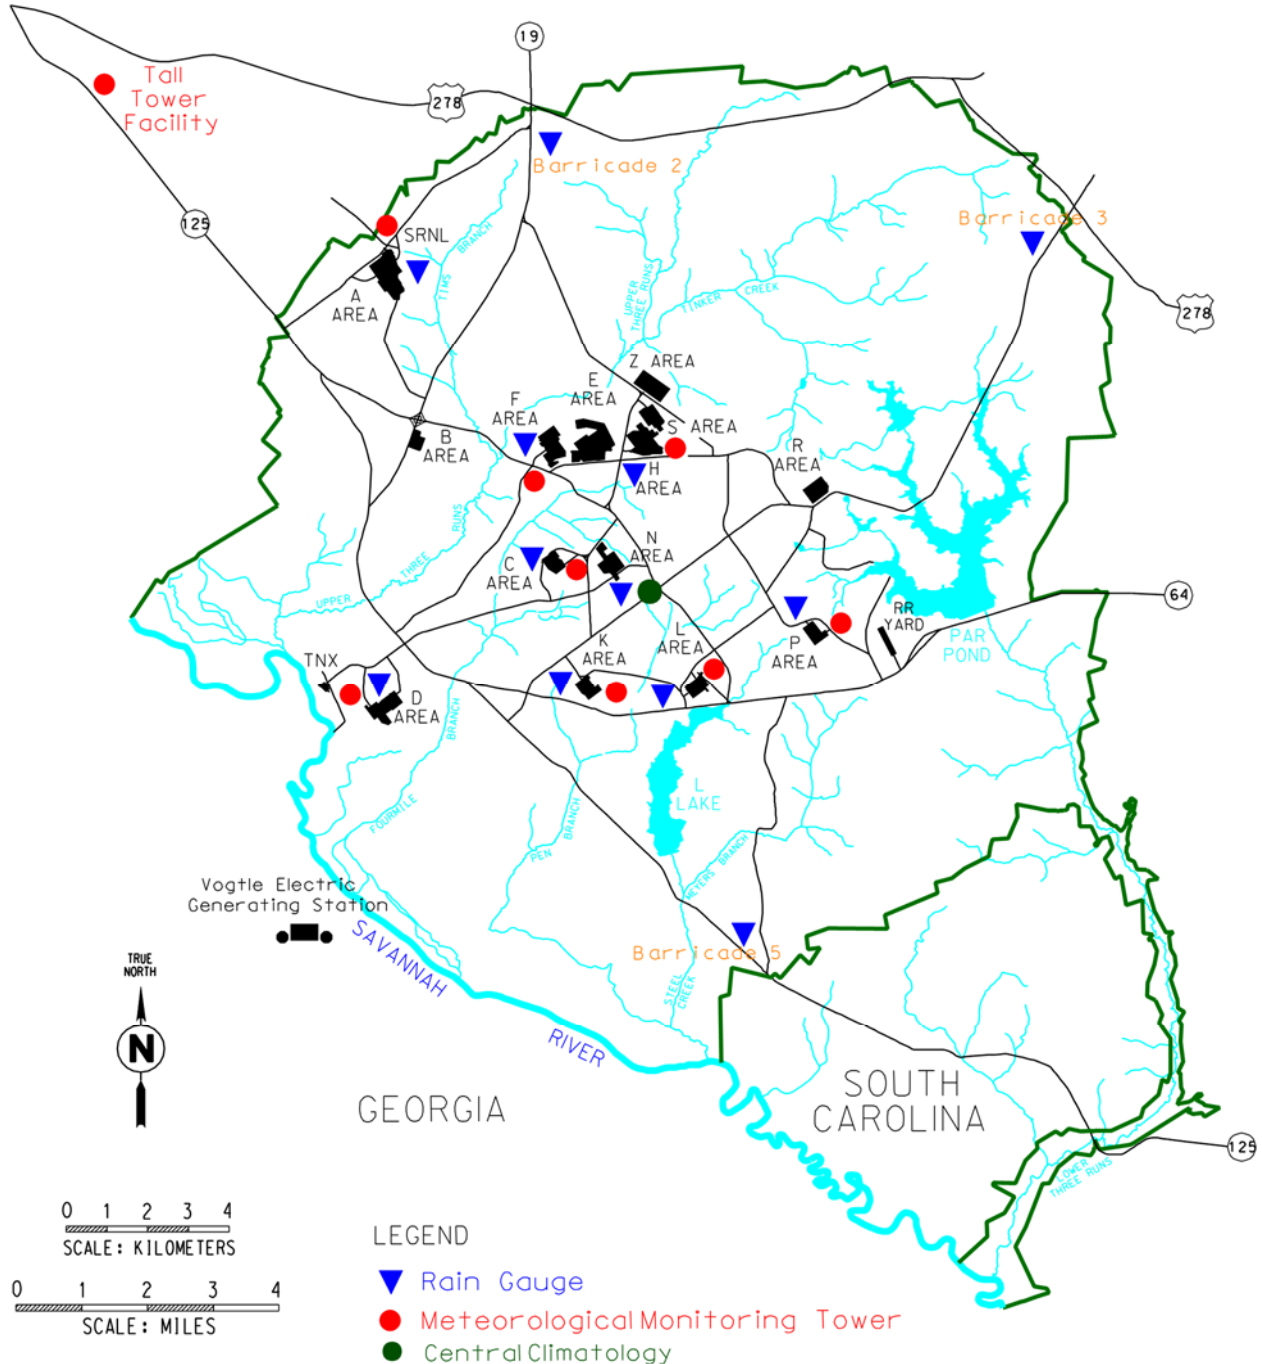 19
Tall
Tower
Facility
278
Barricade 2
125
Barricade 3
SRNL
BRANCH
TIMS
A
AREA
UPPER
THREE RUNS
TINKER
CREEK
278
Z AREA
E
AREA
F
AREA
S AREA
B
AREA
R
AREA
H
AREA
N
AREA
C
AREA
UPPER
THREE
RUNS
64
RR
YARD
PAR
POND
K
AREA
L
AREA
P
AREA
TNX
D
AREA
BRANCH
FOURMILE
L
LAKE
PEN
BRANCH
MEYERS BRANCH
Vogtle Electric
Generating Station
SAVANNAH
RIVER
Barricade 5
STEEL
CREEK
TRUE
NORTH
N
GEORGIA
SOUTH
CAROLINA
125
LOWER
THREE RUNS
0 1 2 3 4
SCALE: KILOMETERS
0 1 2 3 4
SCALE: MILES
LEGEND
Rain Gauge
Meteorological Monitoring Tower
Central Climatology